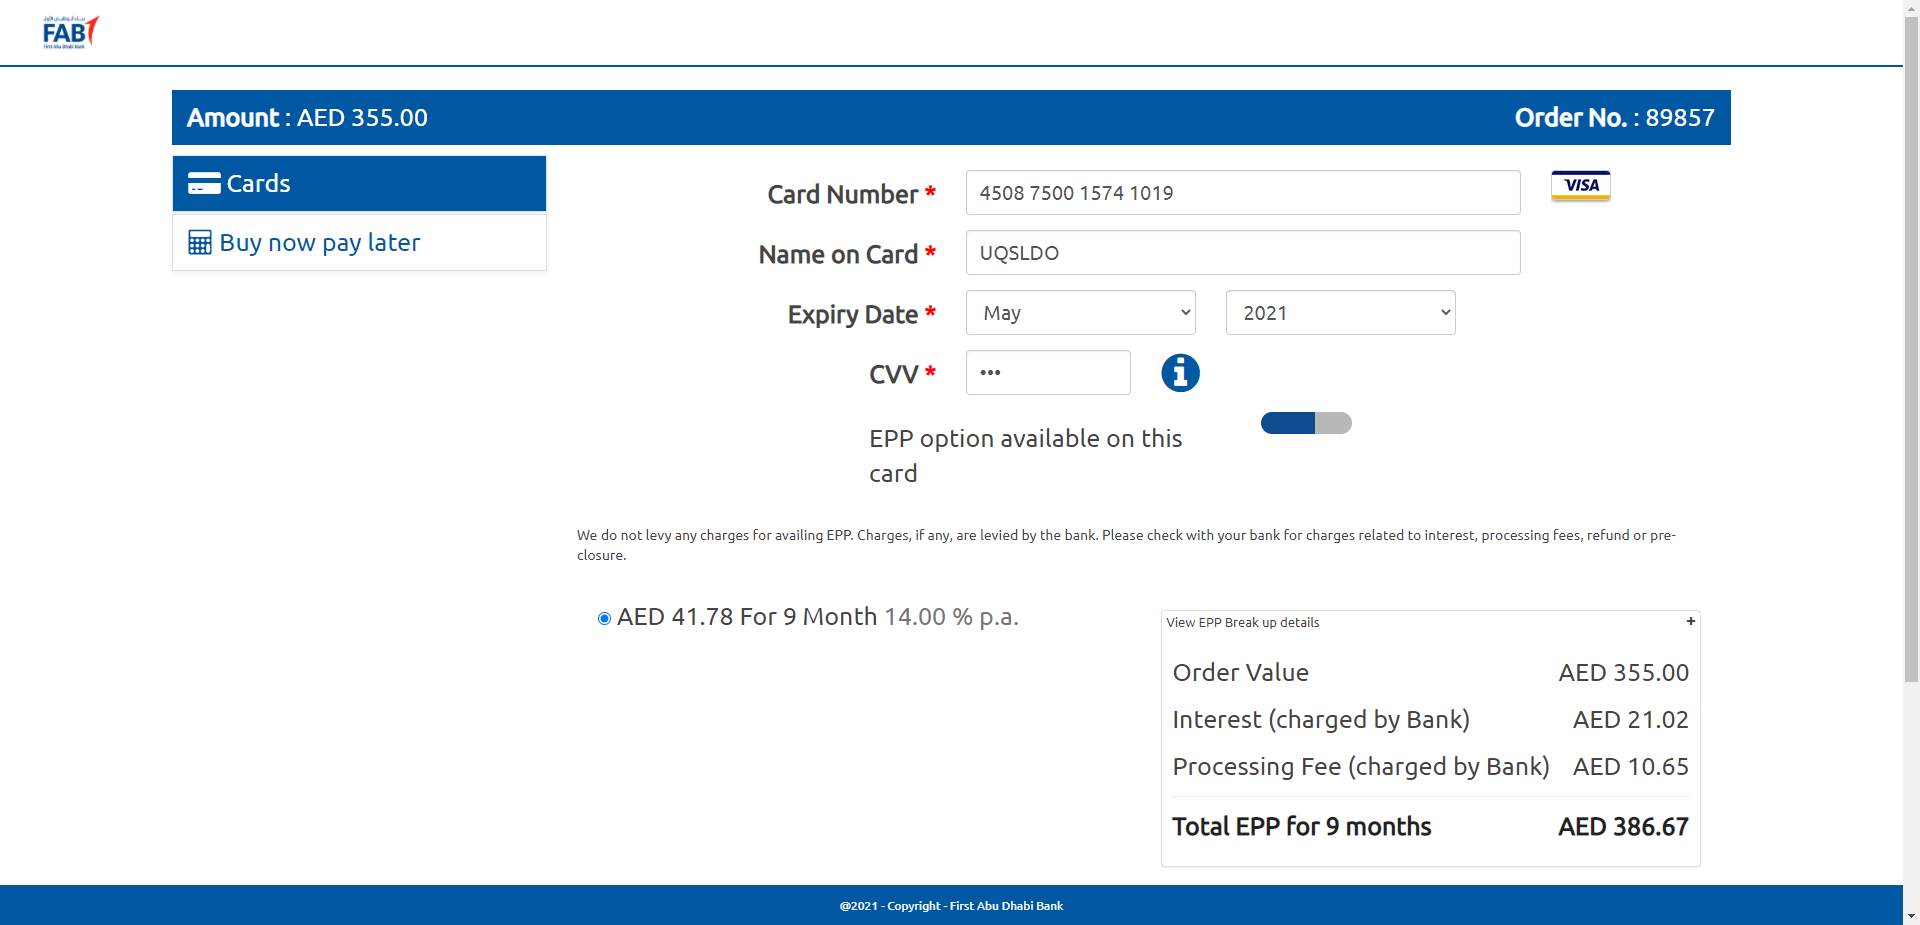 بنك أبوظبي الأول
FAB
First Abu Dhabi Bank
Amount : AED 355.00
Order No. : 89857
Cards
Buy now pay later
Card Number *
4508 7500 1574 1019
VISA
Name on Card *
UQSLDO
Expiry Date *
May
2021
CVV *
•••
EPP option available on this
card
We do not levy any charges for availing EPP. Charges, if any, are levied by the bank. Please check with your bank for charges related to interest, processing fees, refund or pre-
closure.
AED 41.78 For 9 Month 14.00 % p.a.
View EPP Break up details +
Order Value AED 355.00
Interest (charged by Bank) AED 21.02
Processing Fee (charged by Bank) AED 10.65
Total EPP for 9 months AED 386.67
@2021 - Copyright - First Abu Dhabi Bank